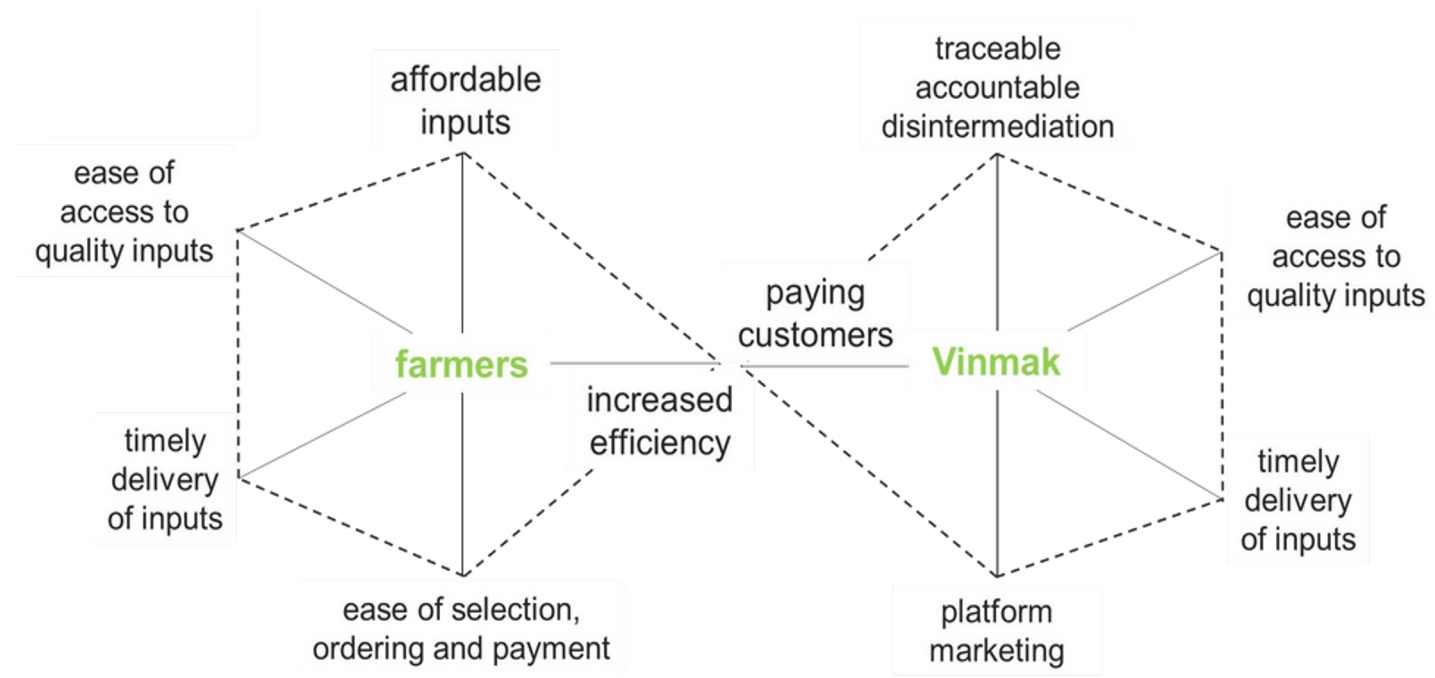 affordable
inputs
ease of
access to
quality inputs
farmers
increased
efficiency
timely
delivery
of inputs
ease of selection,
ordering and payment
traceable
accountable
disintermediation
paying
customers
ease of
access to
quality inputs
Vinmak
timely
delivery
of inputs
platform
marketing